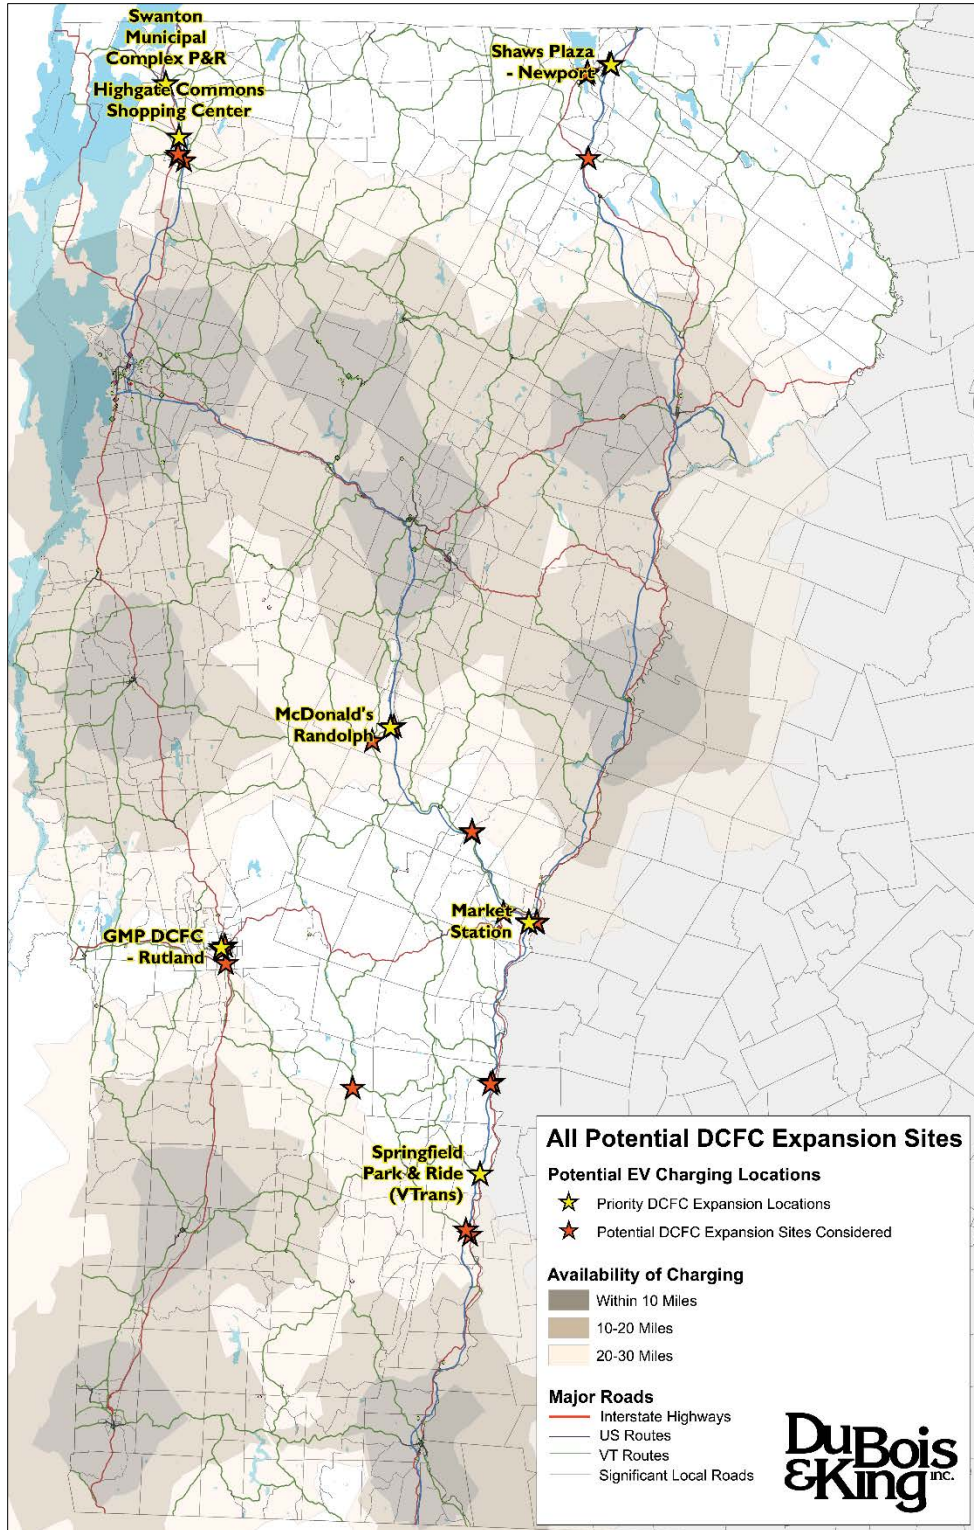 Swanton
Municipal
Complex P&R
Highgate Commons
Shopping Center
Shaws Plaza
- Newport
McDonald's
Randolph
Market
Station
GMP DCFC
- Rutland
Springfield
Park & Ride
(VTrans)
All Potential DCFC Expansion Sites
Potential EV Charging Locations
Priority DCFC Expansion Locations
Potential DCFC Expansion Sites Considered
Availability of Charging
Within 10 Miles
10-20 Miles
20-30 Miles
Major Roads
Interstate Highways
US Routes
VT Routes
Significant Local Roads
DuBois
&King inc.